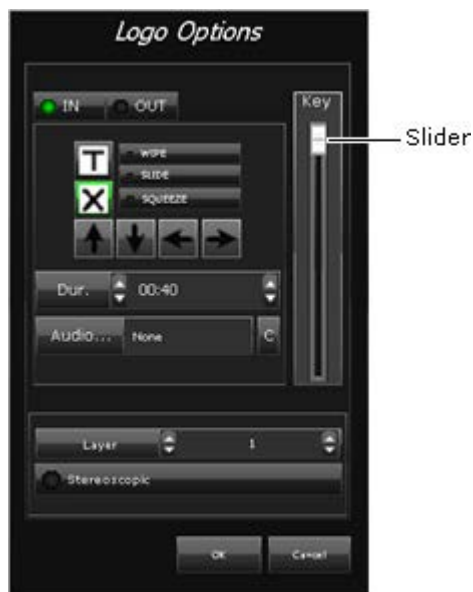 Logo Options
IN OUT Key
Slider
T WIPE
SLIDE
X SQUEEZE
Dur. 00:40
Audio... None C
Layer 1
Stereoscopic
OK Cancel